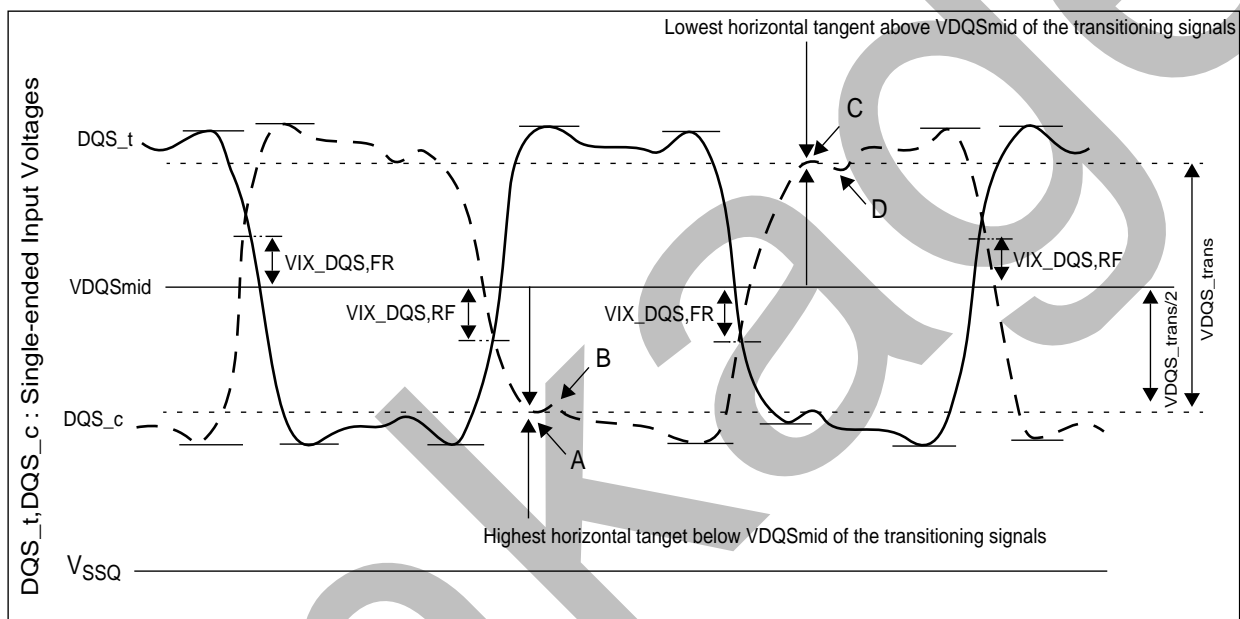 Lowest horizontal tangent above VDQSmid of the transitioning signals
DQS_t,DQS_c : Single-ended Input Voltages
DQS_t
C
D
VIX_DQS,FR
VIX_DQS,RF
VDQSmid
VIX_DQS,RF
VIX_DQS,FR
VDQS_trans/2
VDQS_trans
B
DQS_c
A
Highest horizontal tanget below VDQSmid of the transitioning signals
VSSQ